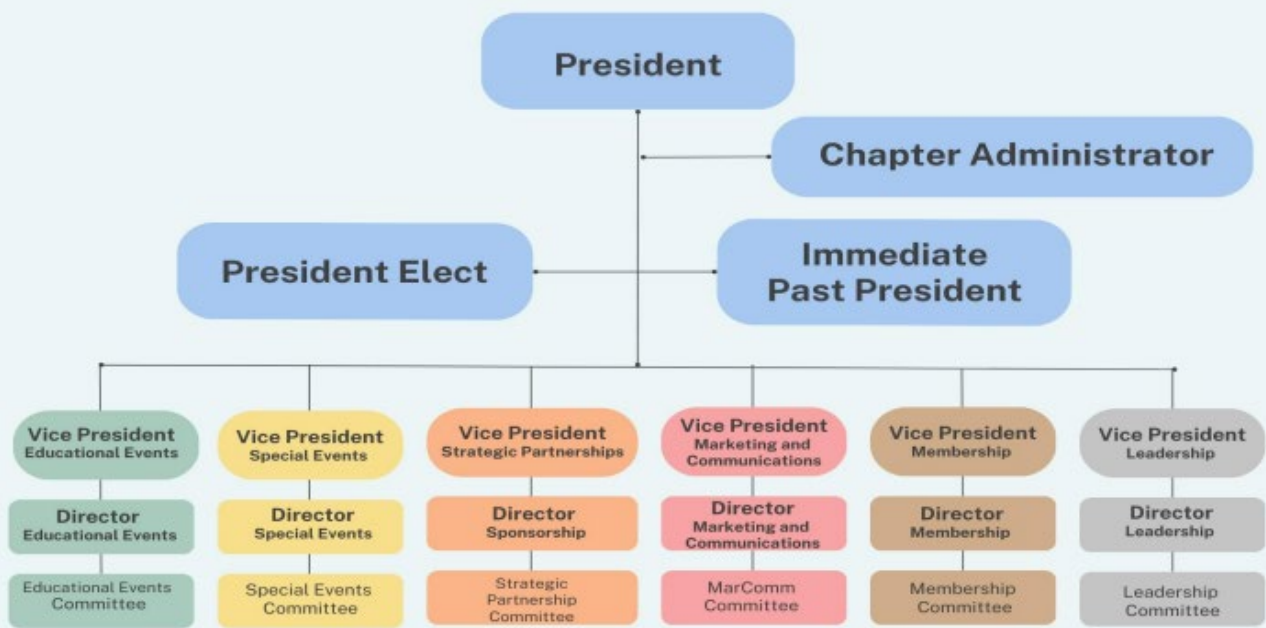 President
Chapter Administrator
President Elect
Immediate
Past President
Vice President
Educational Events
Vice President
Special Events
Vice President
Strategic Partnerships
Vice President
Marketing and
Communications
Vice President
Membership
Vice President
Leadership
Director
Educational Events
Director
Special Events
Director
Sponsorship
Director
Marketing and
Communications
Director
Membership
Director
Leadership
Educational Events
Committee
Special Events
Committee
Strategic
Partnership
Committee
MarComm
Committee
Membership
Committee
Leadership
Committee